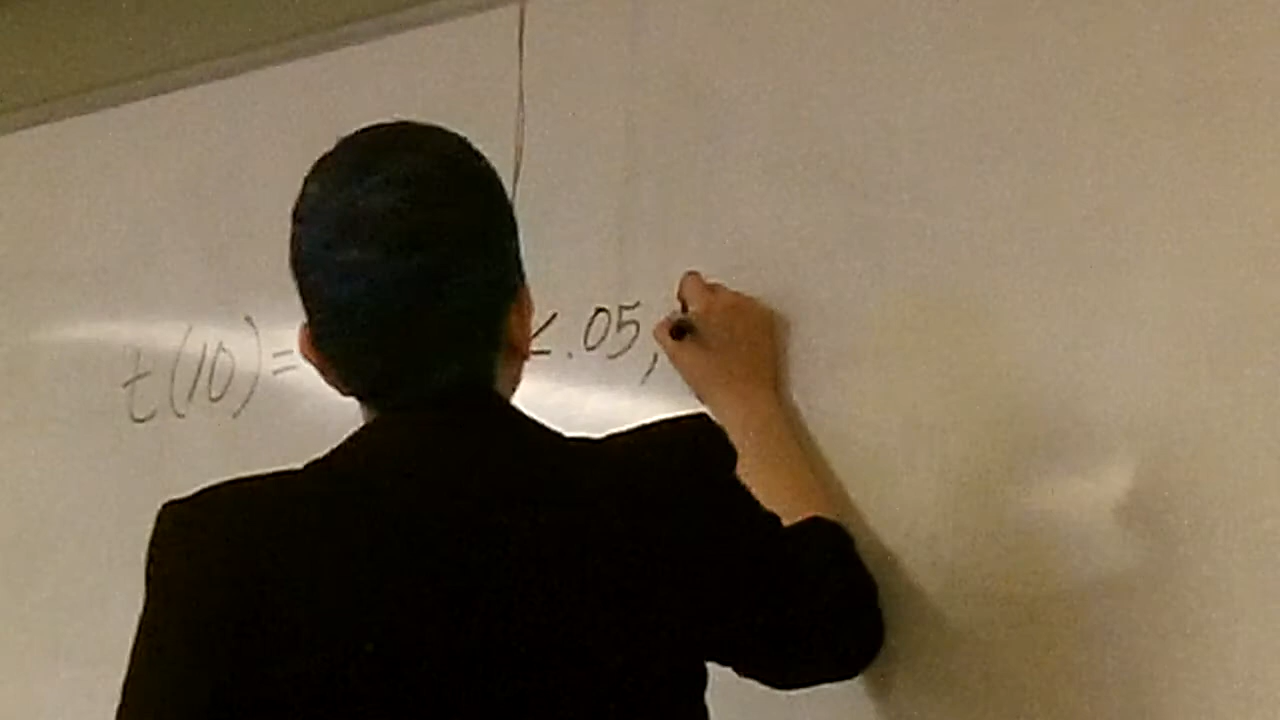 t(10)= < .05,